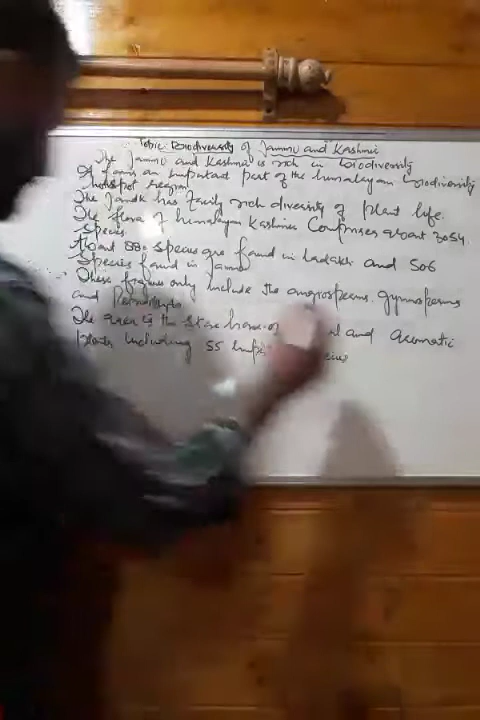 Topic: Biodiversity of Jammu and Kashmir
The Jammu and Kashmir is rich in biodiversity
It forms an important part of the himalayan biodiversity
hotspot region
The JandK has fairly rich diversity of plant life.
The flora of himalayan Kashmir Comprises about 3054
species
About 880 species are found in Ladakh and 506
Species found in Jammu
These figures only include the angiosperms, gymnosperms
and
The area is the store house of and aromatic
plants including 55